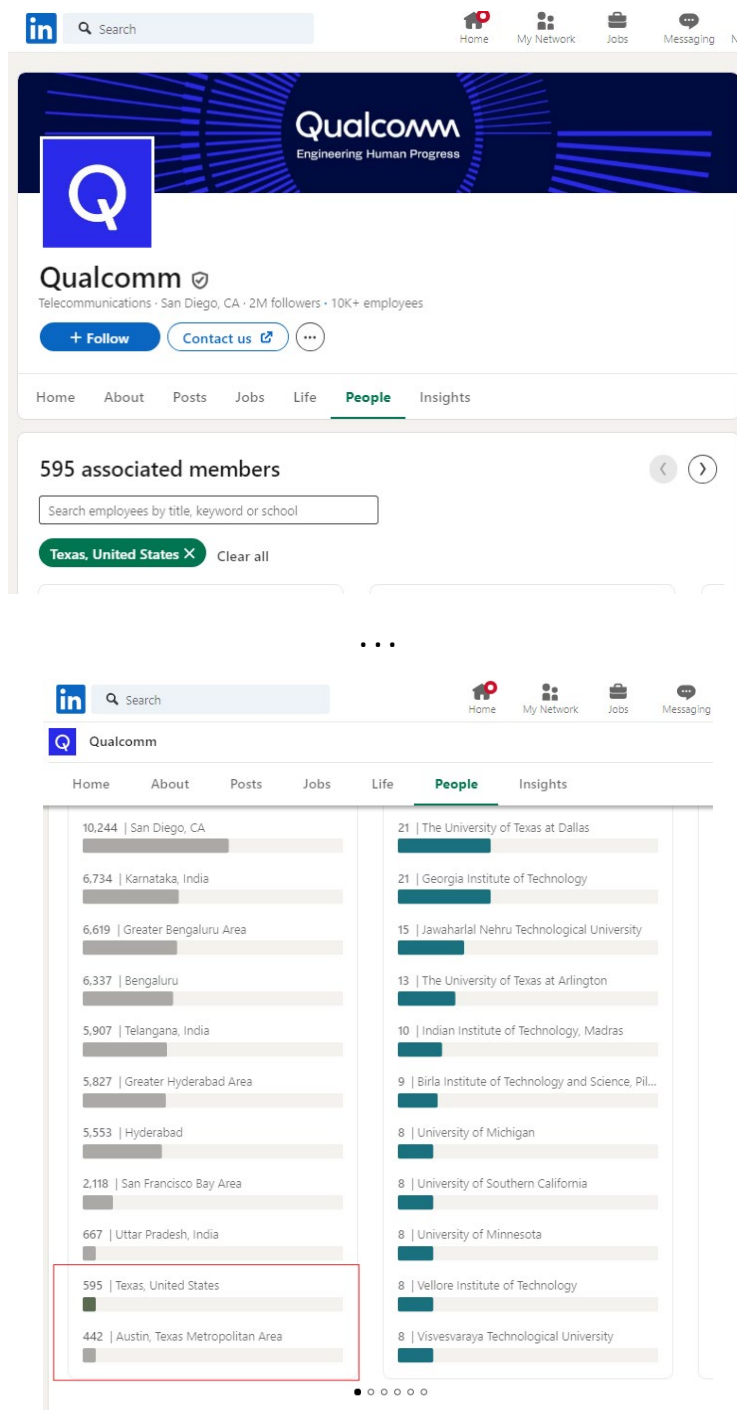 in
Search
Home
My Network
Jobs
Messaging
N
Qualcomm
Engineering Human Progress
Q
Qualcomm
Telecommunications · San Diego, CA · 2M followers · 10K+ employees
+ Follow
Contact us
Home About Posts Jobs Life People Insights
595 associated members
Search employees by title, keyword or school
Texas, United States ×
Clear all
...
in
Search
Home
My Network
Jobs
Messaging
Q
Qualcomm
Home About Posts Jobs Life People Insights
10,244 | San Diego, CA
6,734 | Karnataka, India
6,619 | Greater Bengaluru Area
6,337 | Bengaluru
5,907 | Telangana, India
5,827 | Greater Hyderabad Area
5,553 | Hyderabad
2,118 | San Francisco Bay Area
667 | Uttar Pradesh, India
595 | Texas, United States
442 | Austin, Texas Metropolitan Area
21 | The University of Texas at Dallas
21 | Georgia Institute of Technology
15 | Jawaharlal Nehru Technological University
13 | The University of Texas at Arlington
10 | Indian Institute of Technology, Madras
9 | Birla Institute of Technology and Science, Pil...
8 | University of Michigan
8 | University of Southern California
8 | University of Minnesota
8 | Vellore Institute of Technology
8 | Visvesvaraya Technological University